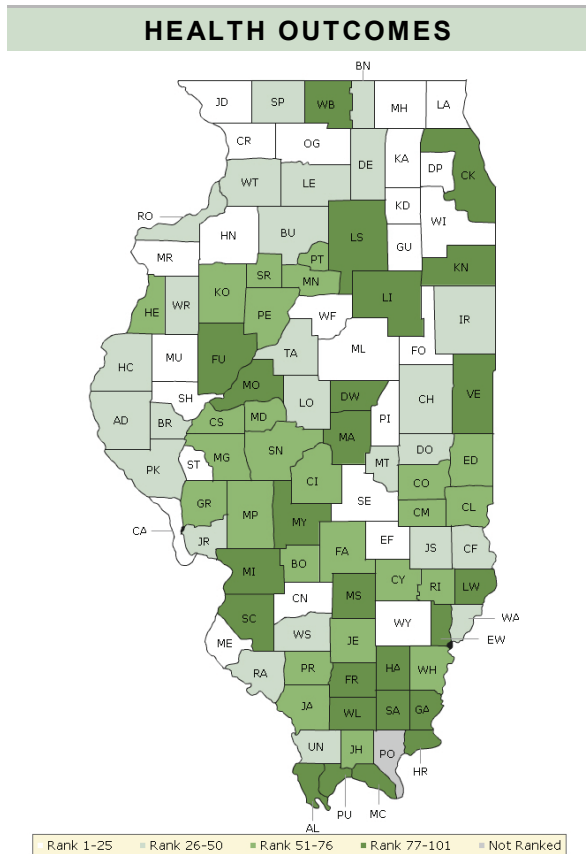 HEALTH OUTCOMES
BN
JD SP WB MH LA
CR OG
DE KA DP CK
WT LE
RO KD WI
HN BU LS
MR GU
PT KN
SR MN
HE WR KO LI
PE WF IR
FU TA ML FO
MU
HC MO
SH LO DW CH VE
AD BR CS MD PI
MA
PK ST MG SN MT DO ED
CI CO
GR SE
MP CM CL
CA MY
JR EF JS CF
FA
MI BO CY RI LW
CN MS
SC WS WY WA
ME JE EW
RA PR FR HA WH
JA WL SA GA
UN JH PO
HR
PU MC
AL
Rank 1-25 Rank 26-50 Rank 51-76 Rank 77-101 Not Ranked